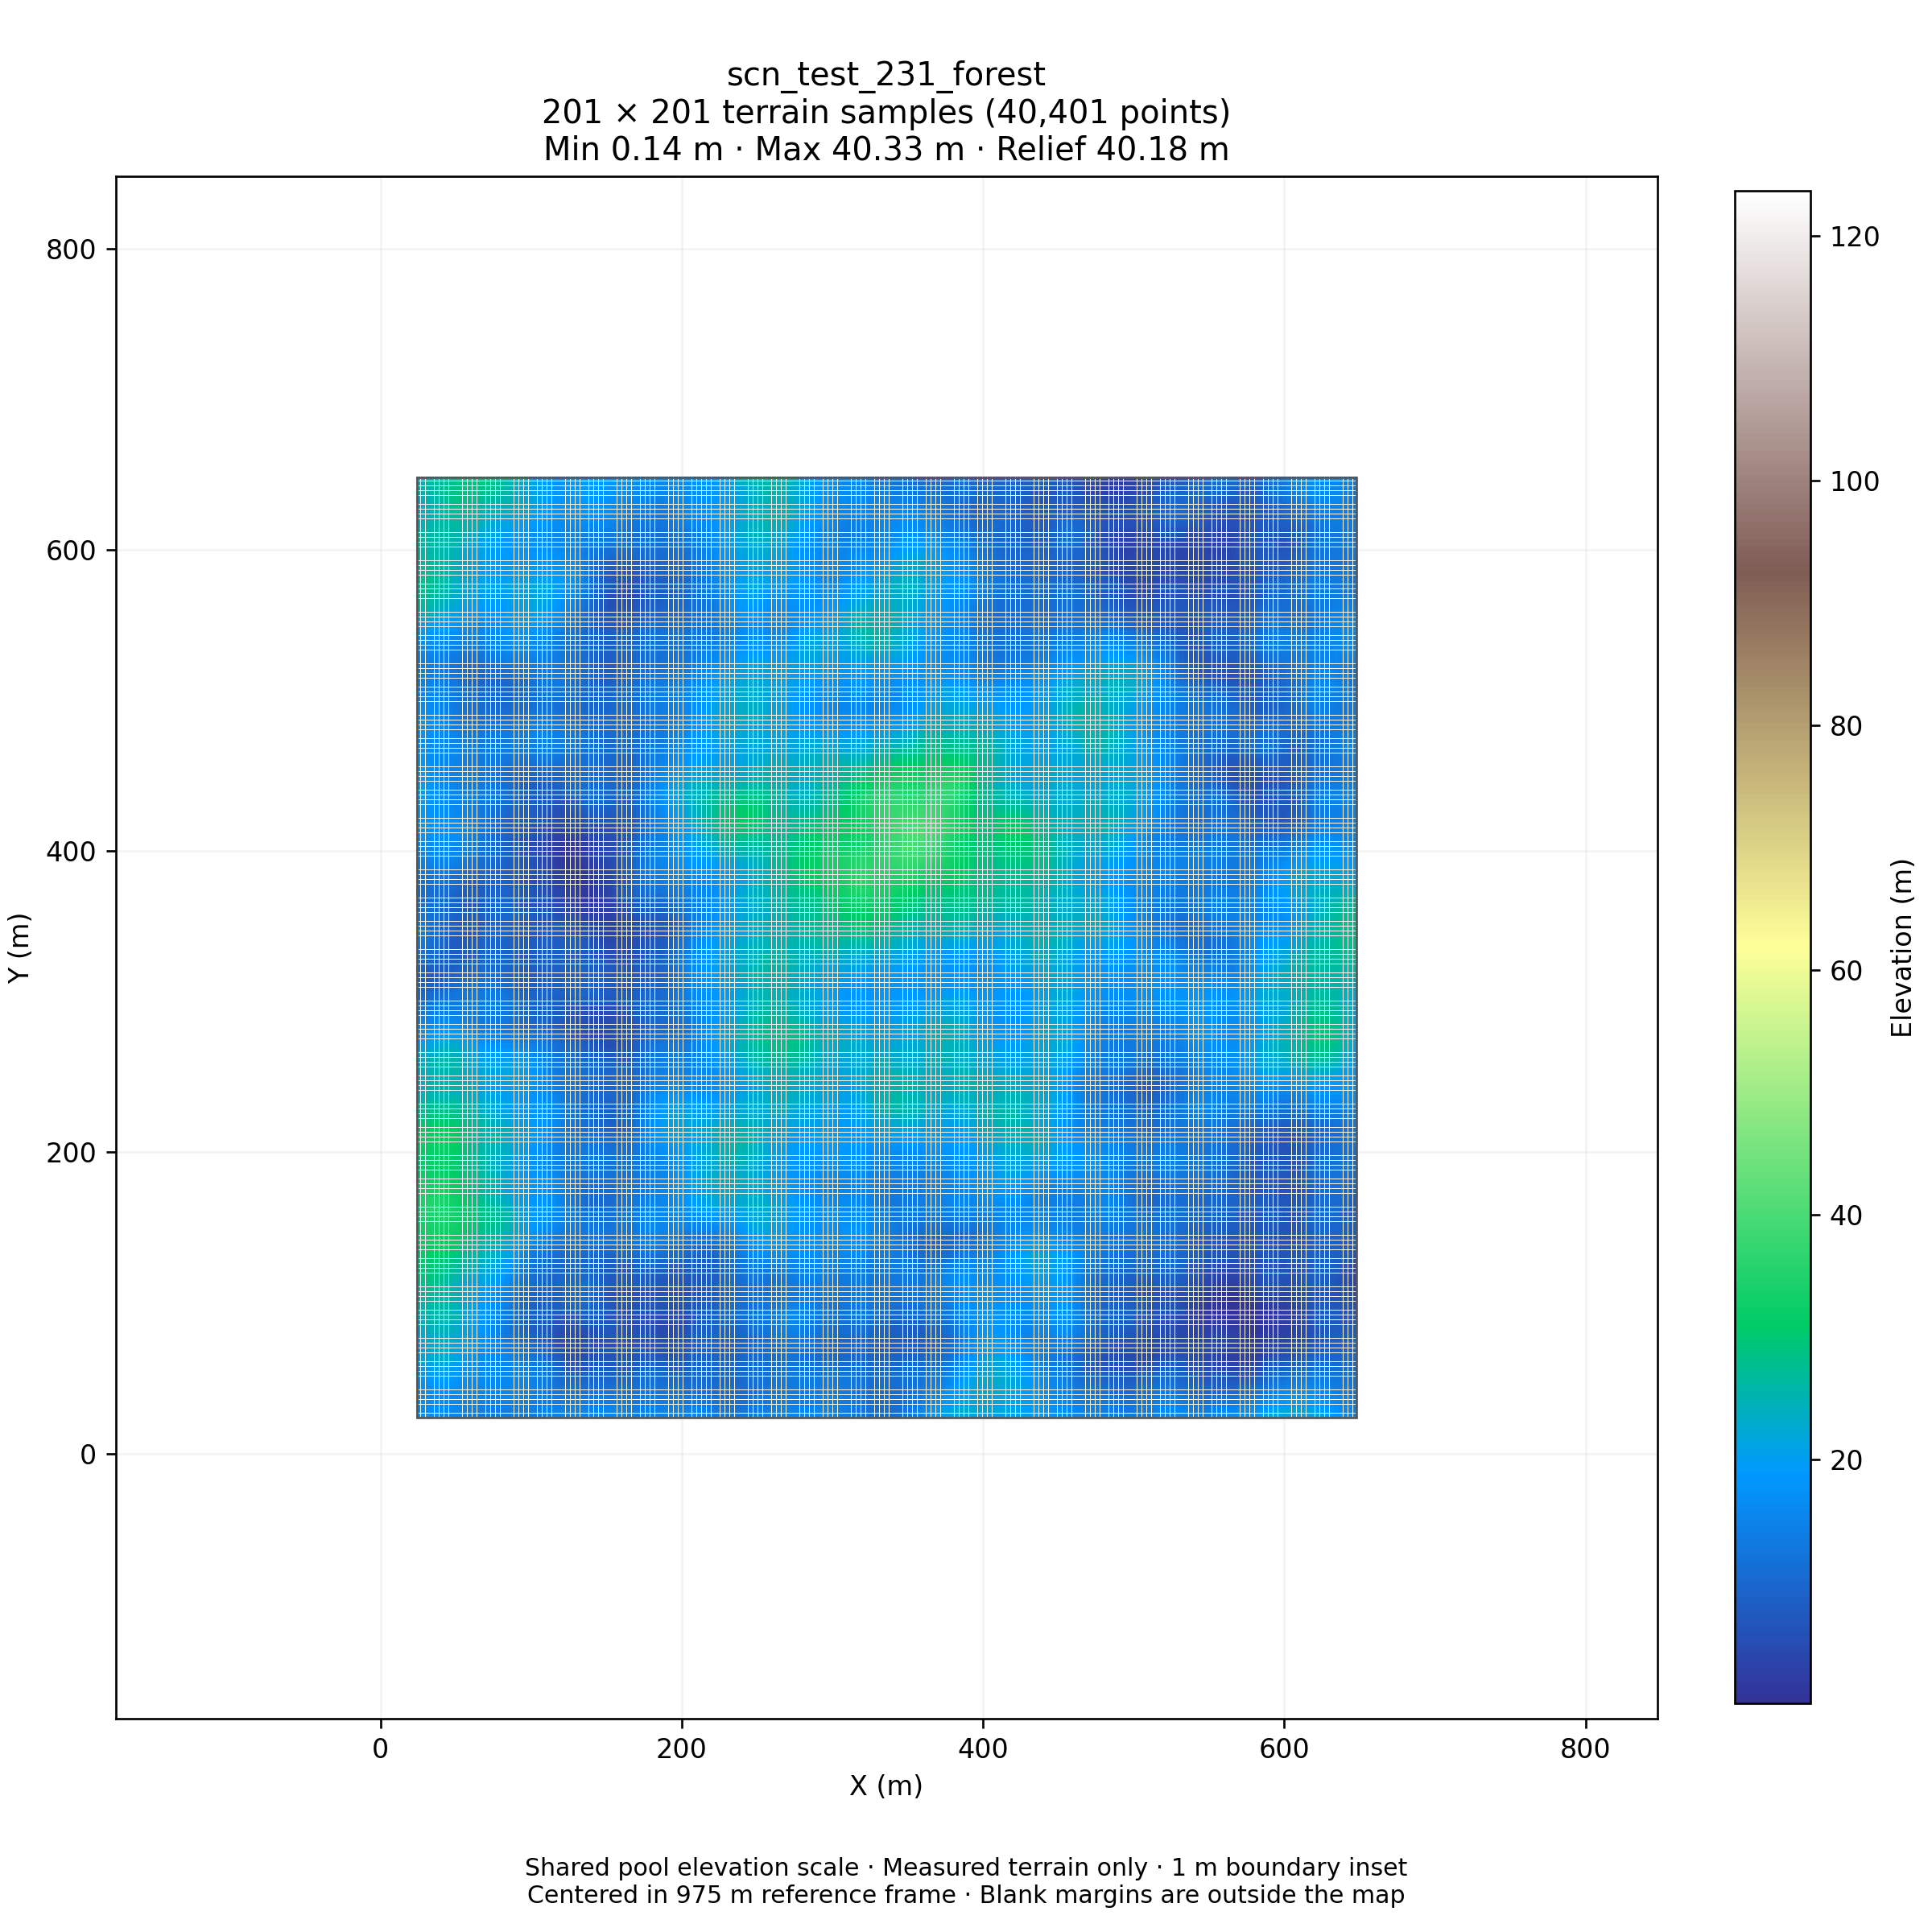 scn_test_231_forest
201 × 201 terrain samples (40,401 points)
Min 0.14 m · Max 40.33 m · Relief 40.18 m
800
600
400
200
0
Y (m)
0
200
400
600
800
X (m)
120
100
80
60
40
20
Elevation (m)
Shared pool elevation scale · Measured terrain only · 1 m boundary inset
Centered in 975 m reference frame · Blank margins are outside the map